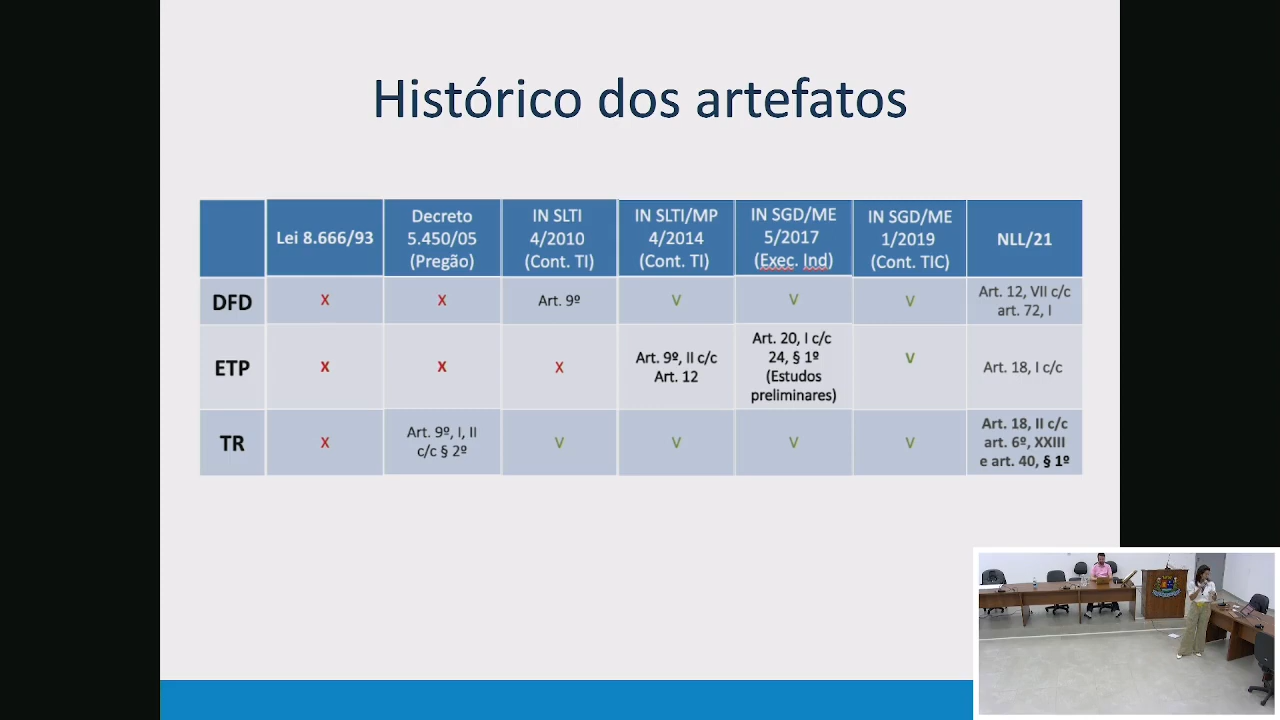 Histórico dos artefatos
Lei 8.666/93
Decreto
5.450/05
(Pregão)
IN SLTI
4/2010
(Cont. TI)
IN SLTI/MP
4/2014
(Cont. TI)
IN SGD/ME
5/2017
(Exec. Ind)
IN SGD/ME
1/2019
(Cont. TIC)
NLL/21
DFD
X
X
Art. 9º
V
V
V
Art. 12, VII c/c
art. 72, I
ETP
X
X
X
Art. 9º, II c/c
Art. 12
Art. 20, I c/c
24, § 1º
(Estudos
preliminares)
V
Art. 18, I c/c
TR
X
Art. 9º, I, II
c/c § 2º
V
V
V
V
Art. 18, II c/c
art. 6º, XXIII
e art. 40, § 1º